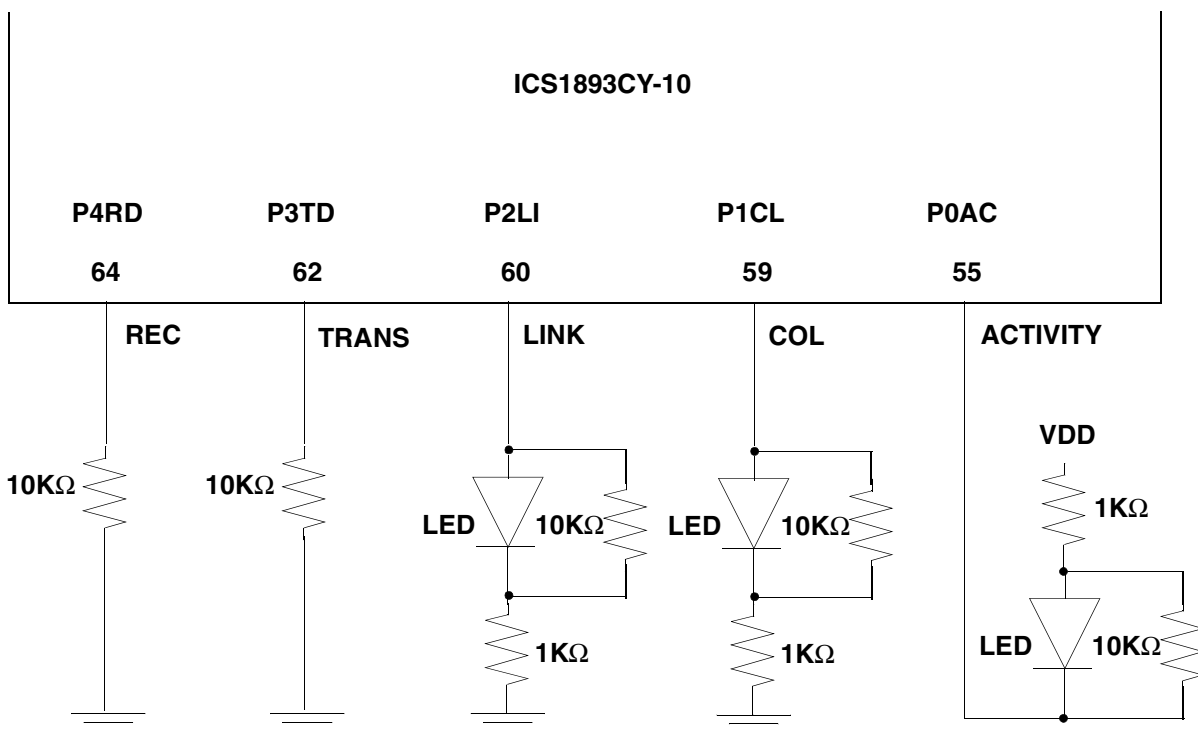 ICS1893CY-10
P4RD P3TD P2LI P1CL P0AC
64 62 60 59 55
REC TRANS LINK COL ACTIVITY
VDD
10KΩ 10KΩ 1KΩ
LED 10KΩ LED 10KΩ
LED 10KΩ
1KΩ 1KΩ